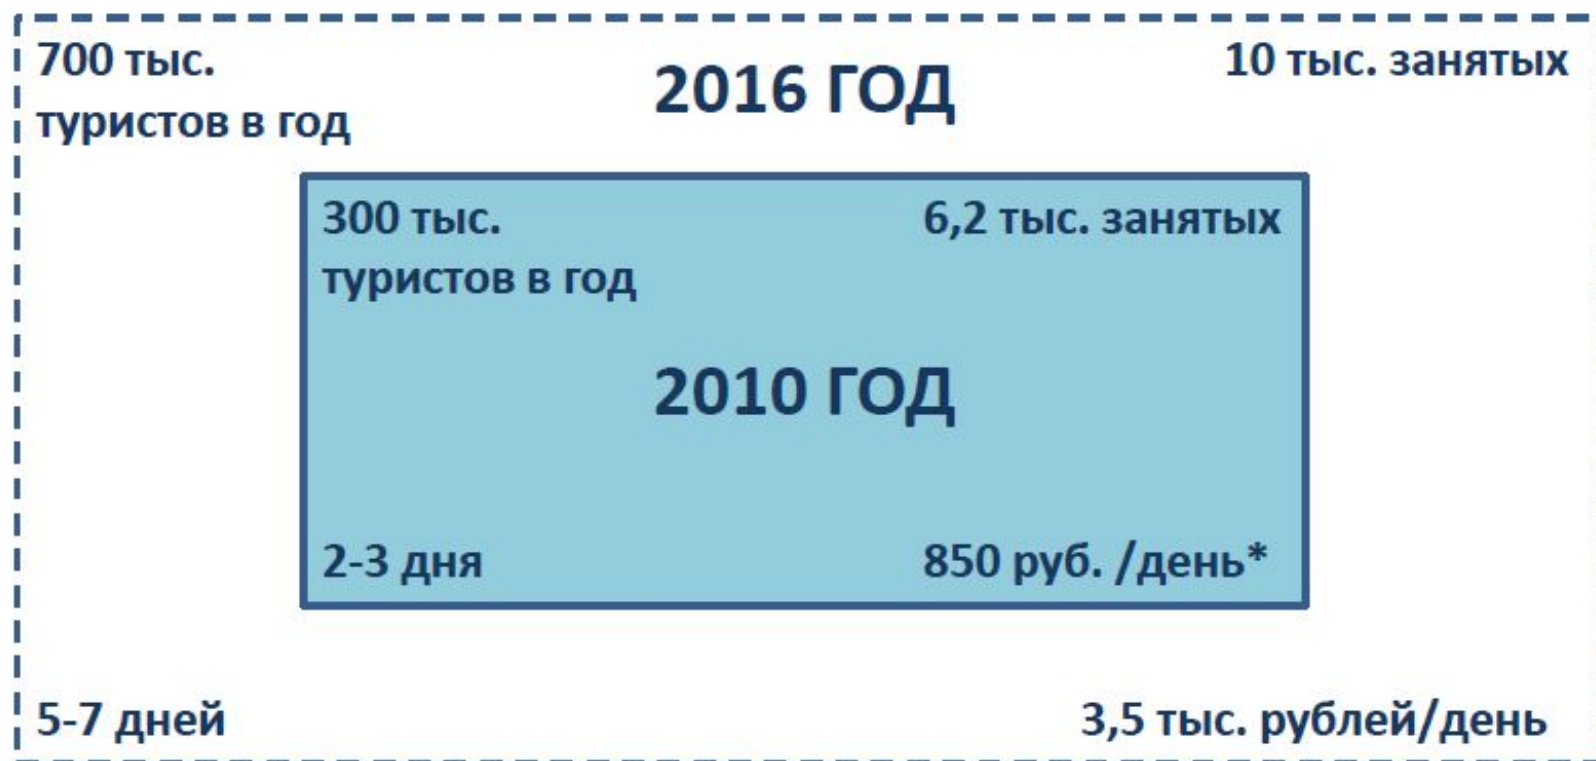 700 тыс.
туристов в год
2016 ГОД
10 тыс. занятых
300 тыс.
туристов в год
6,2 тыс. занятых
2010 ГОД
2-3 дня
850 руб. /день*
5-7 дней
3,5 тыс. рублей/день